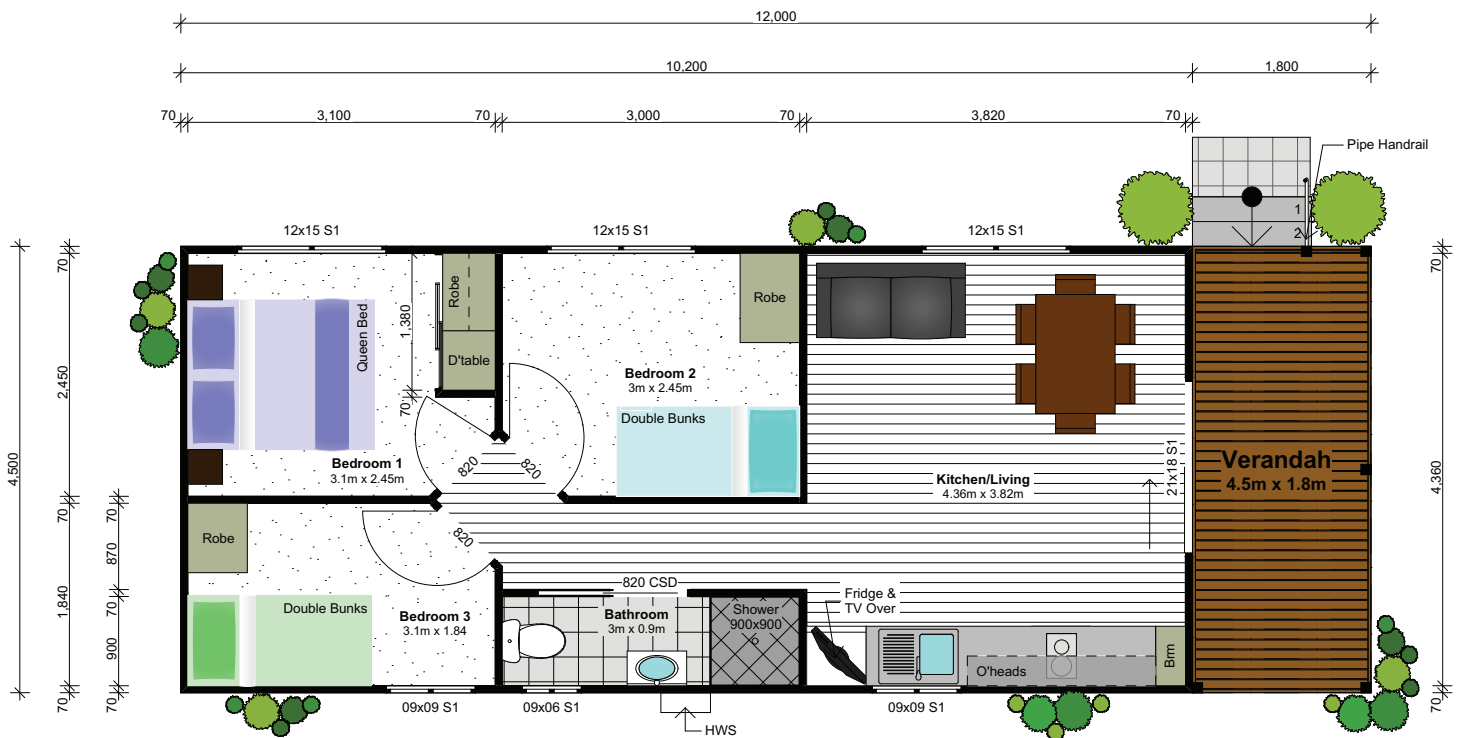 12,000
10,200
1,800
70
3,100
70
3,000
70
3,820
70
Pipe Handrail
12x15 S1
12x15 S1
12x15 S1
1
2
4,500
70
2,450
70
1,840
70
70
870
70
900
70
Queen Bed
1,380
70
Robe
D'table
Robe
Bedroom 2
3m x 2.45m
Double Bunks
Bedroom 1
3.1m x 2.45m
820
820
820
Kitchen/Living
4.36m x 3.82m
21x18 S1
Verandah
4.5m x 1.8m
70
4,360
70
Robe
Double Bunks
Bedroom 3
3.1m x 1.84
820 CSD
Bathroom
3m x 0.9m
Shower
900x900
Fridge &
TV Over
O'heads
Brm
09x09 S1
09x06 S1
09x09 S1
HWS